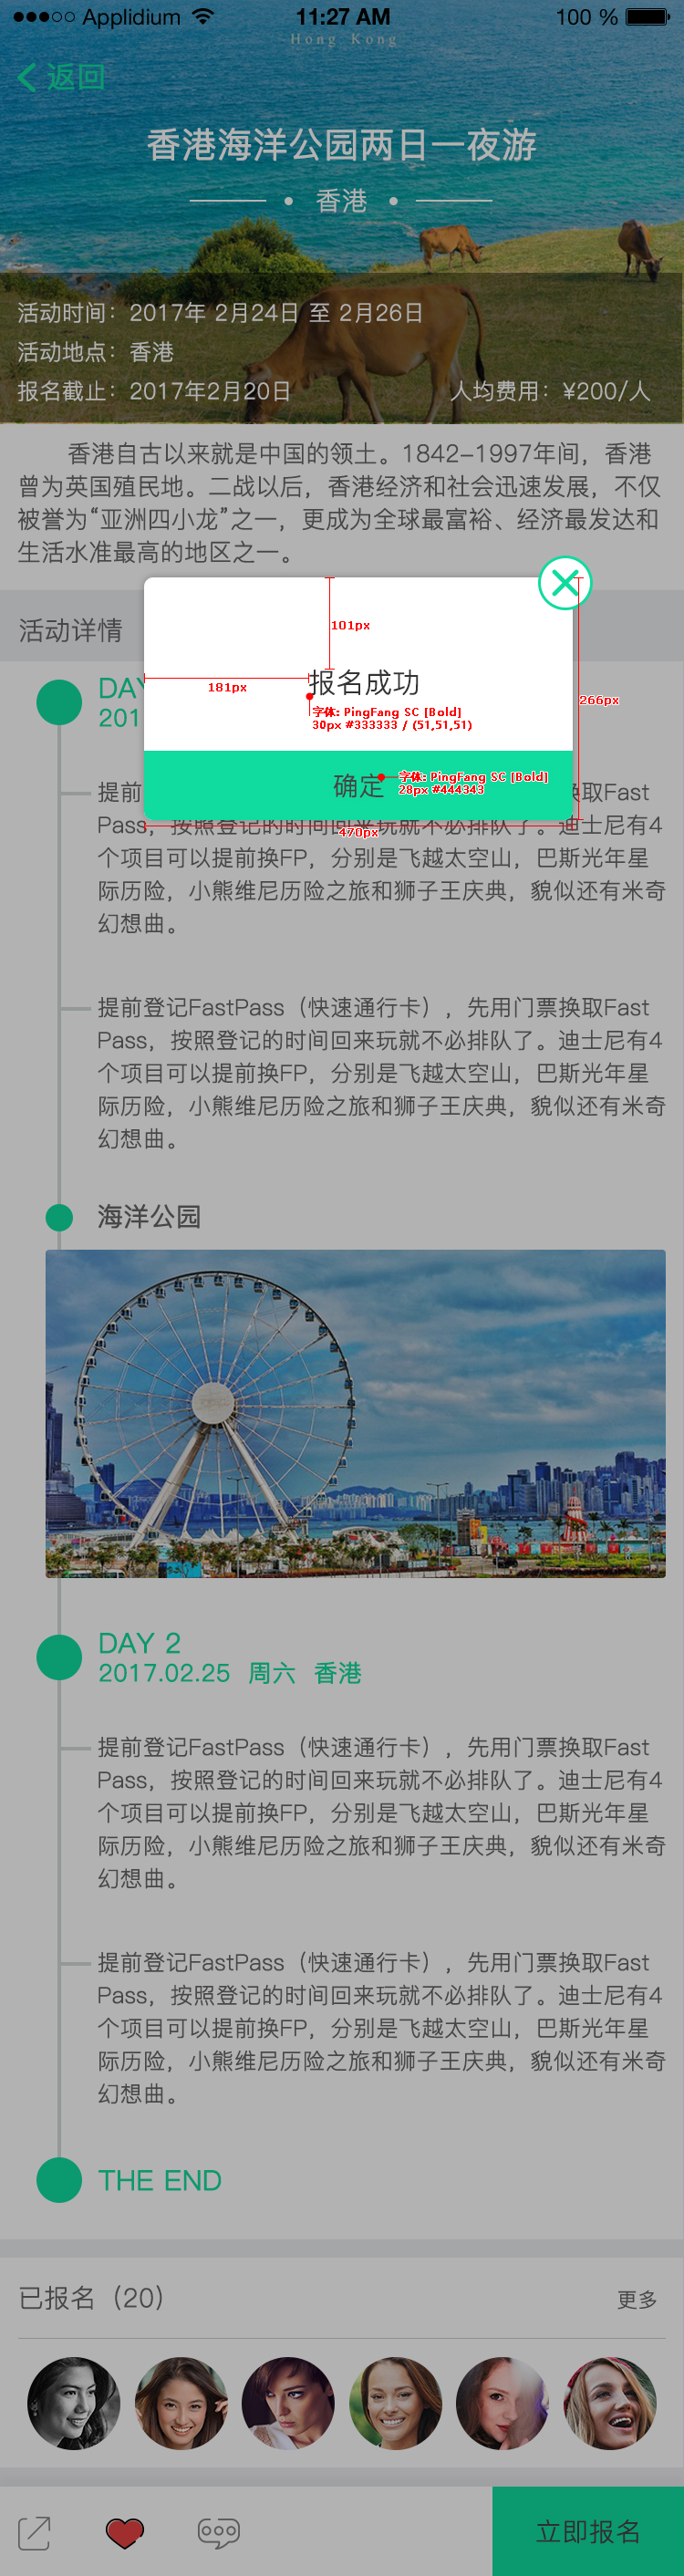 Applidium 11:27 AM 100 %
Hong Kong
返回
香港海洋公园两日一夜游
香港
活动时间：2017年 2月24日 至 2月26日
活动地点：香港
报名截止：2017年2月20日 人均费用：¥200/人
香港自古以来就是中国的领土。1842-1997年间，香港
曾为英国殖民地。二战以后，香港经济和社会迅速发展，不仅
被誉为“亚洲四小龙”之一，更成为全球最富裕、经济最发达和
生活水准最高的地区之一。
活动详情
101px
181px
报名成功
字体: PingFang SC [Bold]
30px #333333 / (51,51,51)
266px
确定
字体: PingFang SC [Bold]
28px #444343
470px
DAY
201
提前 取Fast
Pass，按照登记的时间回来玩就不必排队了。迪士尼有4
个项目可以提前换FP，分别是飞越太空山，巴斯光年星
际历险，小熊维尼历险之旅和狮子王庆典，貌似还有米奇
幻想曲。
提前登记FastPass（快速通行卡），先用门票换取Fast
Pass，按照登记的时间回来玩就不必排队了。迪士尼有4
个项目可以提前换FP，分别是飞越太空山，巴斯光年星
际历险，小熊维尼历险之旅和狮子王庆典，貌似还有米奇
幻想曲。
海洋公园
DAY 2
2017.02.25 周六 香港
提前登记FastPass（快速通行卡），先用门票换取Fast
Pass，按照登记的时间回来玩就不必排队了。迪士尼有4
个项目可以提前换FP，分别是飞越太空山，巴斯光年星
际历险，小熊维尼历险之旅和狮子王庆典，貌似还有米奇
幻想曲。
提前登记FastPass（快速通行卡），先用门票换取Fast
Pass，按照登记的时间回来玩就不必排队了。迪士尼有4
个项目可以提前换FP，分别是飞越太空山，巴斯光年星
际历险，小熊维尼历险之旅和狮子王庆典，貌似还有米奇
幻想曲。
THE END
已报名（20） 更多
立即报名